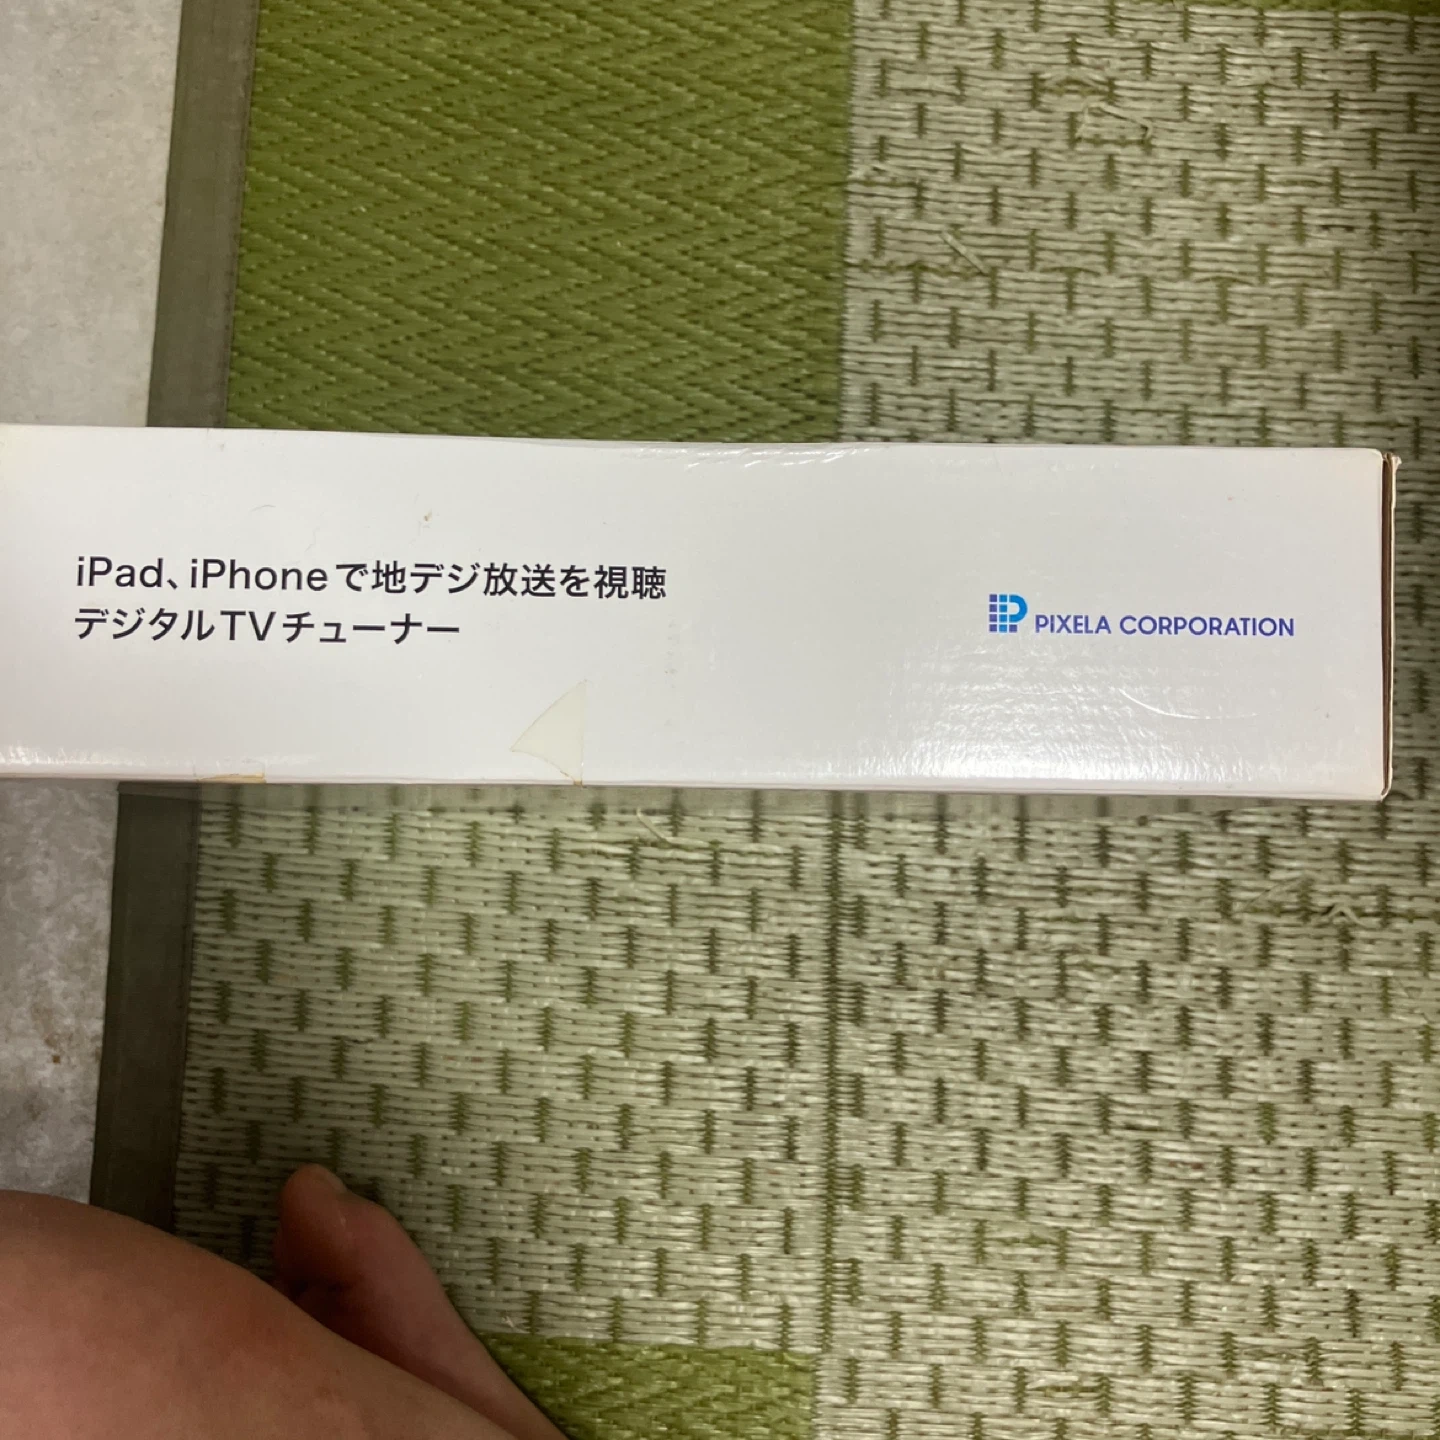 iPad、iPhoneで地デジ放送を視聴
デジタルTVチューナー
PIXELA CORPORATION